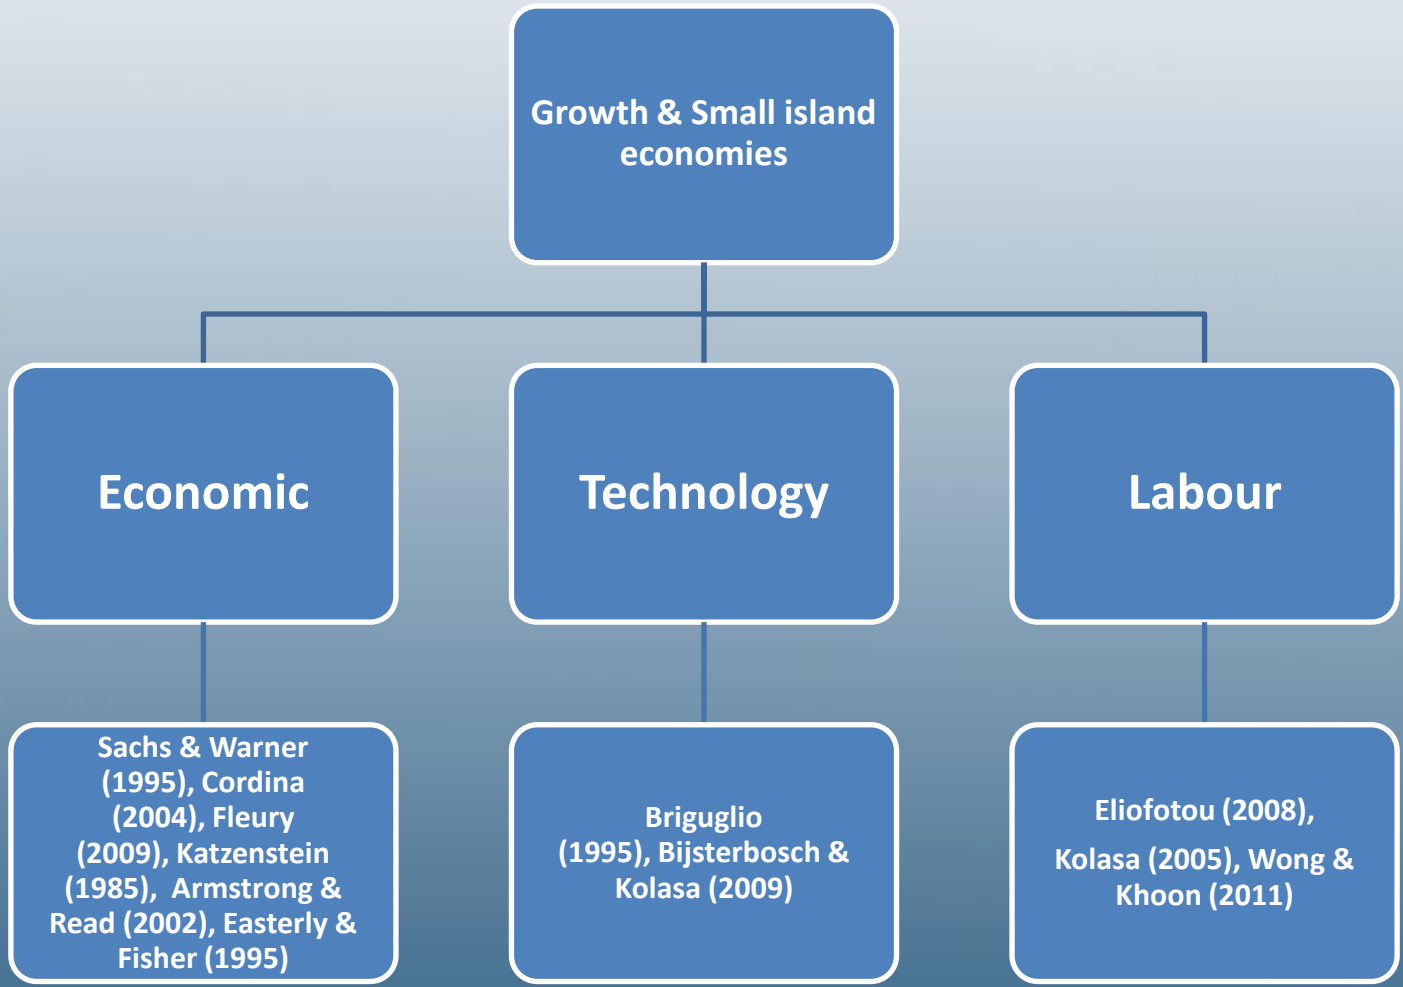 Growth & Small island
economies
Economic
Technology
Labour
Sachs & Warner
(1995), Cordina
(2004), Fleury
(2009), Katzenstein
(1985), Armstrong &
Read (2002), Easterly &
Fisher (1995)
Briguglio
(1995), Bijsterbosch &
Kolasa (2009)
Eliofotou (2008),
Kolasa (2005), Wong &
Khoon (2011)